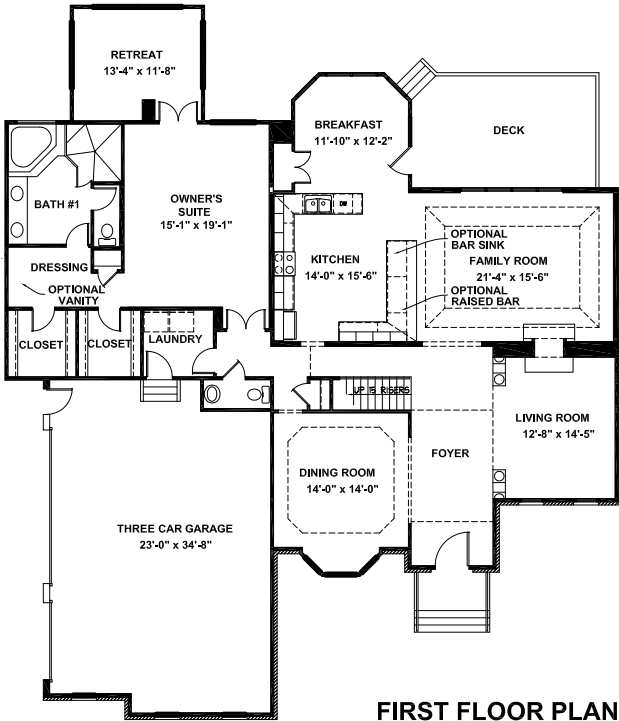 RETREAT
13'-4" x 11'-8"
BREAKFAST
11'-10" x 12'-2"
DECK
BATH #1
OWNER'S
SUITE
15'-1" x 19'-1"
DW
KITCHEN
14'-0" x 15'-6"
OPTIONAL
BAR SINK
FAMILY ROOM
21'-4" x 15'-6"
OPTIONAL
RAISED BAR
DRESSING
OPTIONAL
VANITY
CLOSET
CLOSET
LAUNDRY
UP 15 RISERS
LIVING ROOM
12'-8" x 14'-5"
DINING ROOM
14'-0" x 14'-0"
FOYER
THREE CAR GARAGE
23'-0" x 34'-8"
FIRST FLOOR PLAN